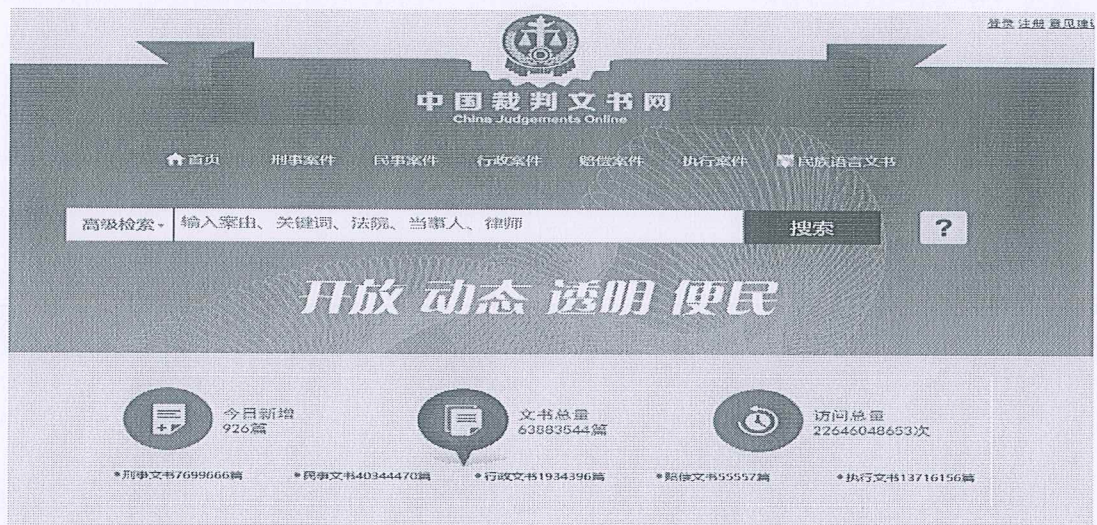 登录 注册 意见建议
中国裁判文书网
China Judgements Online
首页 刑事案件 民事案件 行政案件 赔偿案件 执行案件 民族语言文书
高级检索 输入案由、关键词、法院、当事人、律师 搜索 ?
开放 动态 透明 便民
今日新增
926篇
文书总量
63883544篇
访问总量
22646048653次
*刑事文书7699666篇 *民事文书40344470篇 *行政文书1934396篇 *赔偿文书55557篇 *执行文书13716156篇